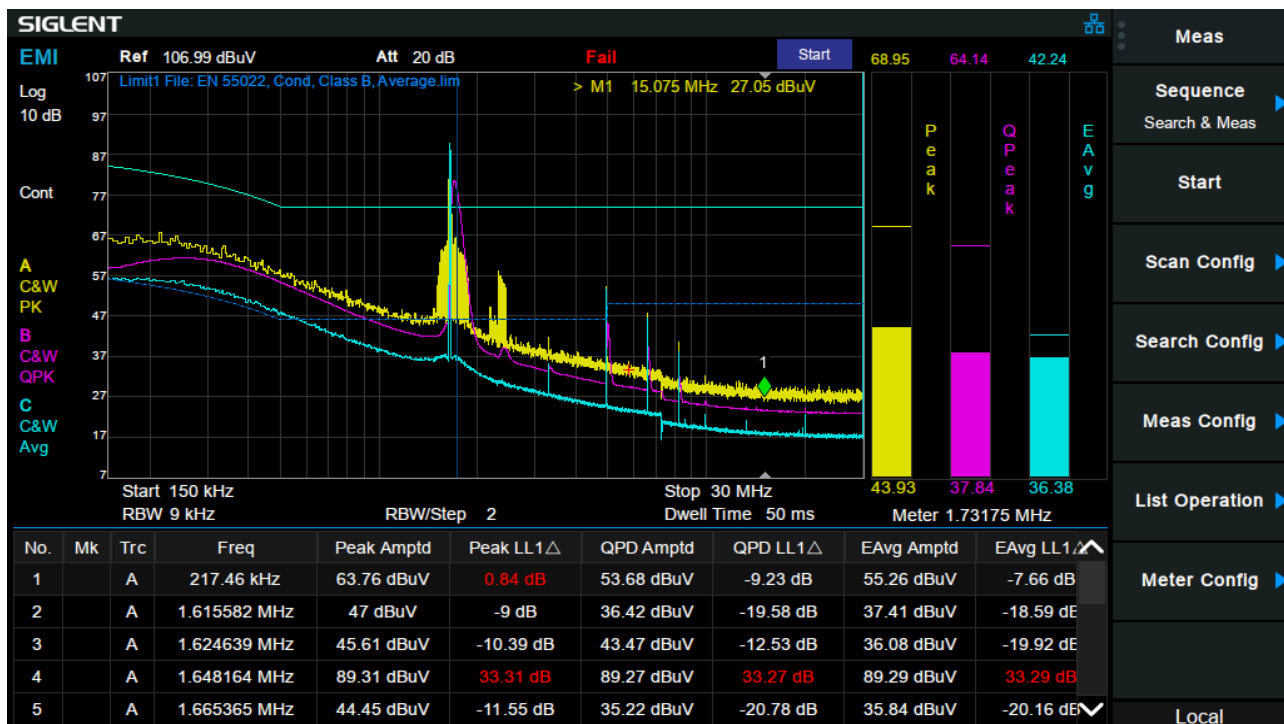 SIGLENT
EMI Ref 106.99 dBuV Att 20 dB Fail Start 68.95 64.14 42.24
Limit1 File: EN 55022, Cond, Class B, Average.lim
> M1 15.075 MHz 27.05 dBuV
Log
10 dB
Cont
A
C&W
PK
B
C&W
QPK
C
C&W
Avg
107
97
87
77
67
57
47
37
27
17
7
1
Peak
QPeak
EAvg
Start 150 kHz Stop 30 MHz 43.93 37.84 36.38
RBW 9 kHz RBW/Step 2 Dwell Time 50 ms Meter 1.73175 MHz
No. Mk Trc Freq Peak Amptd Peak LL1△ QPD Amptd QPD LL1△ EAvg Amptd EAvg LL1△
1 A 217.46 kHz 63.76 dBuV 0.84 dB 53.68 dBuV -9.23 dB 55.26 dBuV -7.66 dB
2 A 1.615582 MHz 47 dBuV -9 dB 36.42 dBuV -19.58 dB 37.41 dBuV -18.59 dB
3 A 1.624639 MHz 45.61 dBuV -10.39 dB 43.47 dBuV -12.53 dB 36.08 dBuV -19.92 dB
4 A 1.648164 MHz 89.31 dBuV 33.31 dB 89.27 dBuV 33.27 dB 89.29 dBuV 33.29 dB
5 A 1.665365 MHz 44.45 dBuV -11.55 dB 35.22 dBuV -20.78 dB 35.84 dBuV -20.16 dB
Meas
Sequence
Search & Meas
Start
Scan Config
Search Config
Meas Config
List Operation
Meter Config
Local